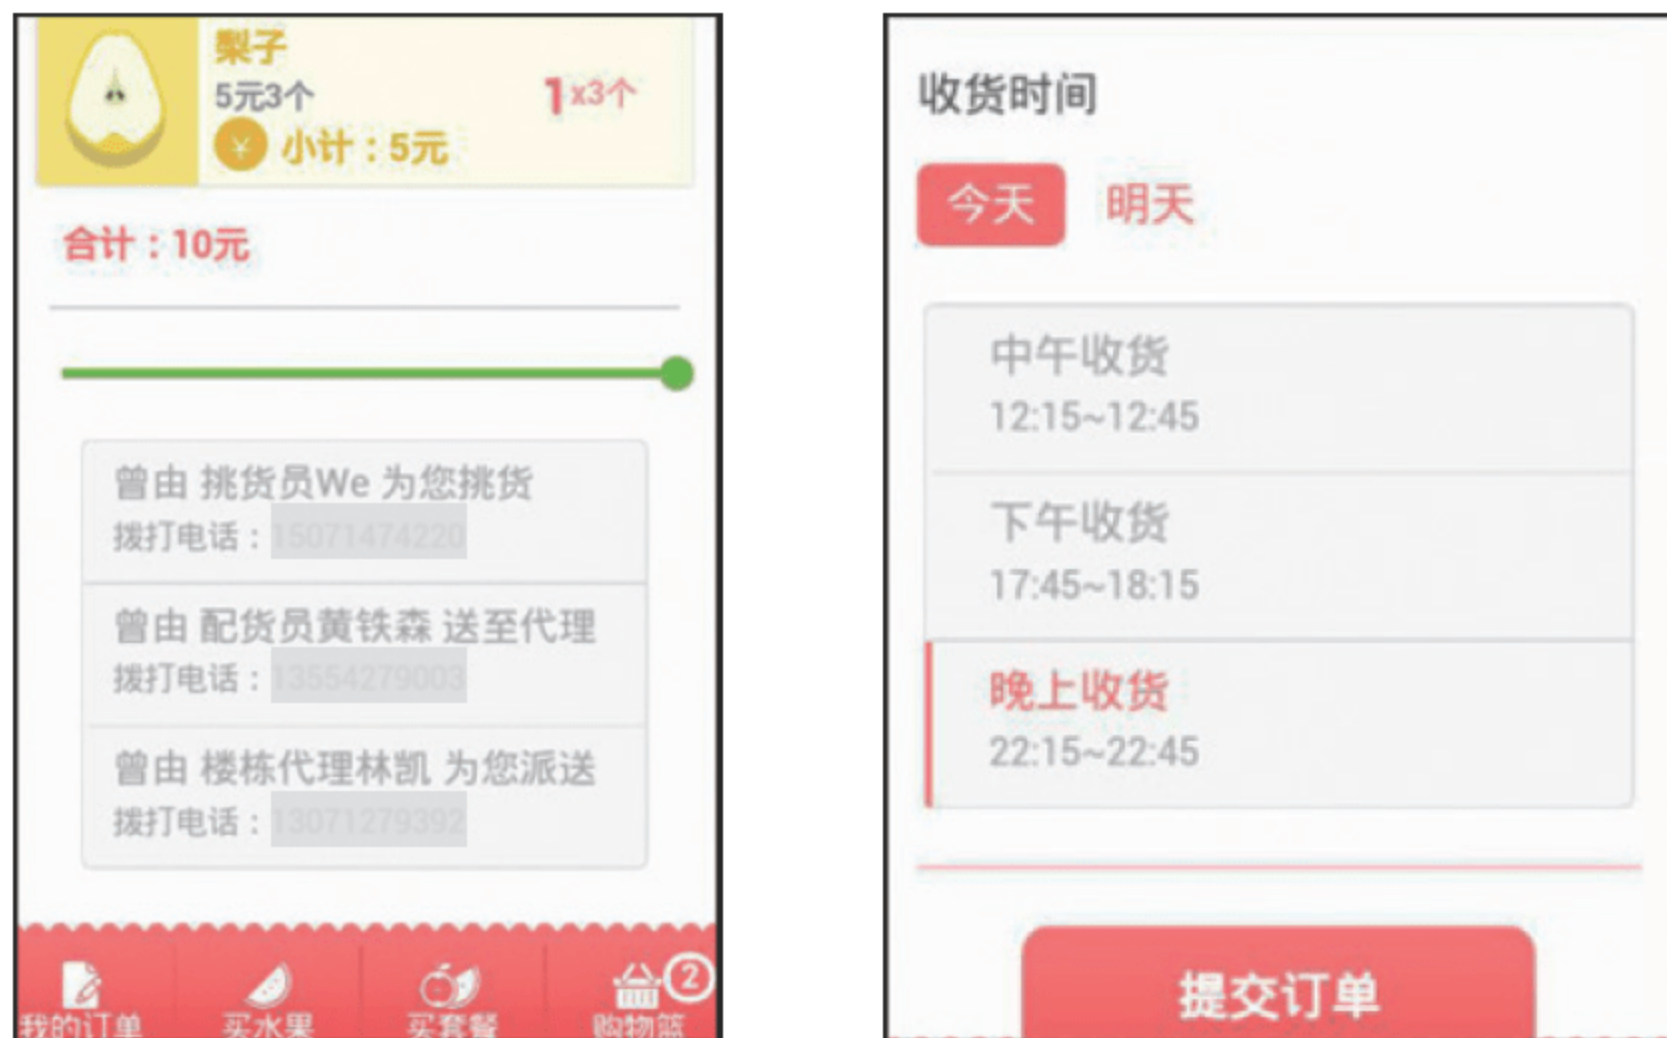 梨子
5元3个
1x3个
¥ 小计：5元
合计：10元
曾由 挑货员We 为您挑货
拨打电话：15071474220
曾由 配货员黄铁森 送至代理
拨打电话：13554279003
曾由 楼栋代理林凯 为您派送
拨打电话：13071279392
2
我的订单 买水果 买套餐 购物篮
收货时间
今天 明天
中午收货
12:15~12:45
下午收货
17:45~18:15
晚上收货
22:15~22:45
提交订单